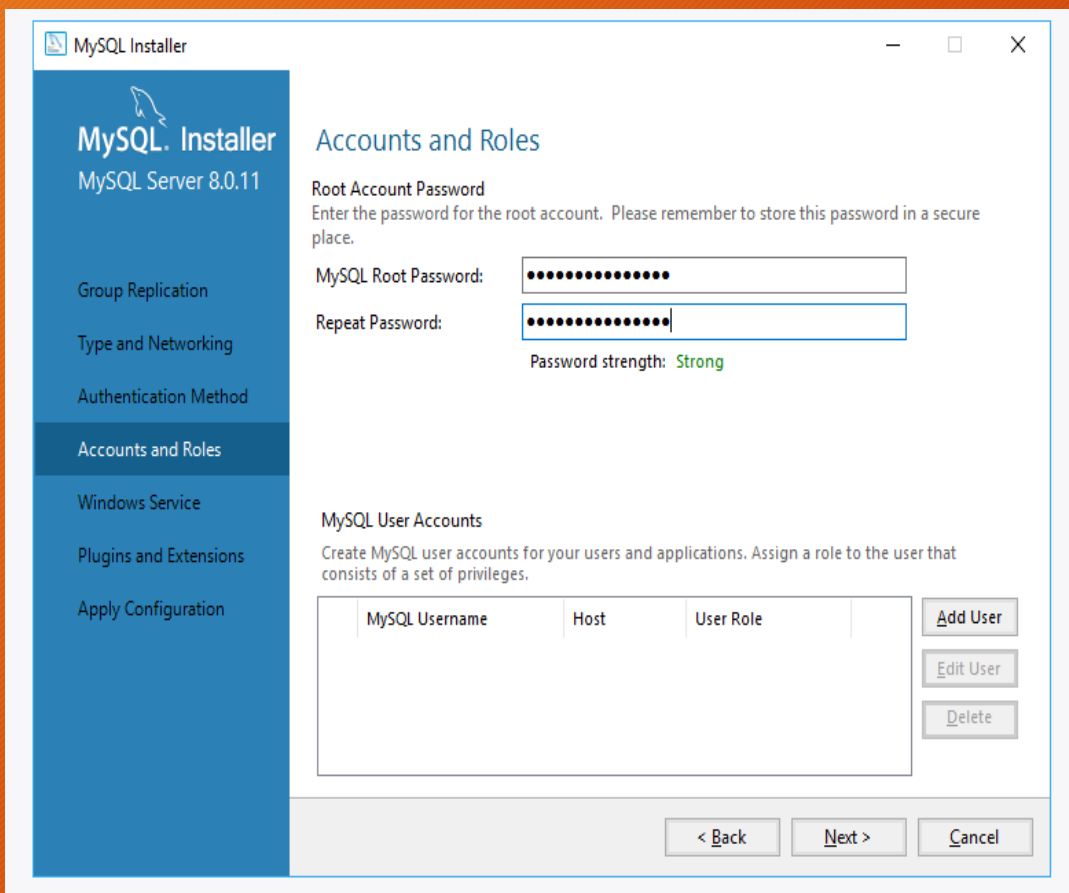 MySQL Installer
MySQL. Installer
MySQL Server 8.0.11
Group Replication
Type and Networking
Authentication Method
Accounts and Roles
Windows Service
Plugins and Extensions
Apply Configuration
Accounts and Roles
Root Account Password
Enter the password for the root account. Please remember to store this password in a secure
place.
MySQL Root Password: •••••••••••••••
Repeat Password: •••••••••••••••
Password strength: Strong
MySQL User Accounts
Create MySQL user accounts for your users and applications. Assign a role to the user that
consists of a set of privileges.
MySQL Username Host User Role
Add User
Edit User
Delete
< Back Next > Cancel